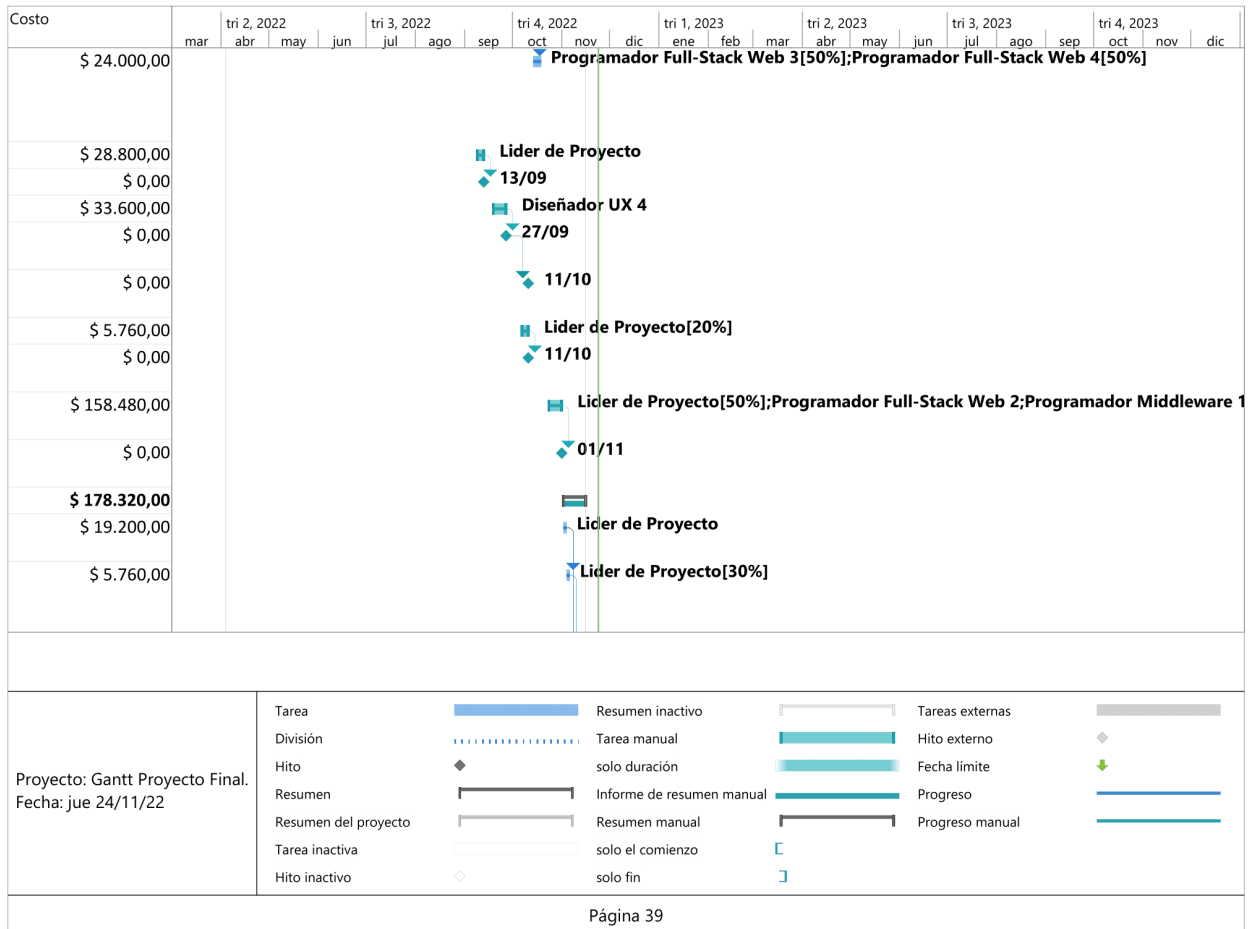 Costo
tri 2, 2022 tri 3, 2022 tri 4, 2022 tri 1, 2023 tri 2, 2023 tri 3, 2023 tri 4, 2023
mar abr may jun jul ago sep oct nov dic ene feb mar abr may jun jul ago sep oct nov dic
$ 24.000,00 Programador Full-Stack Web 3[50%];Programador Full-Stack Web 4[50%]
$ 28.800,00 Lider de Proyecto
$ 0,00 13/09
$ 33.600,00 Diseñador UX 4
$ 0,00 27/09
$ 0,00 11/10
$ 5.760,00 Lider de Proyecto[20%]
$ 0,00 11/10
$ 158.480,00 Lider de Proyecto[50%];Programador Full-Stack Web 2;Programador Middleware 1
$ 0,00 01/11
$ 178.320,00
$ 19.200,00 Lider de Proyecto
$ 5.760,00 Lider de Proyecto[30%]
Proyecto: Gantt Proyecto Final.
Fecha: jue 24/11/22
Tarea Resumen inactivo Tareas externas
División Tarea manual Hito externo
Hito solo duración Fecha límite
Resumen Informe de resumen manual Progreso
Resumen del proyecto Resumen manual Progreso manual
Tarea inactiva solo el comienzo
Hito inactivo solo fin
Página 39